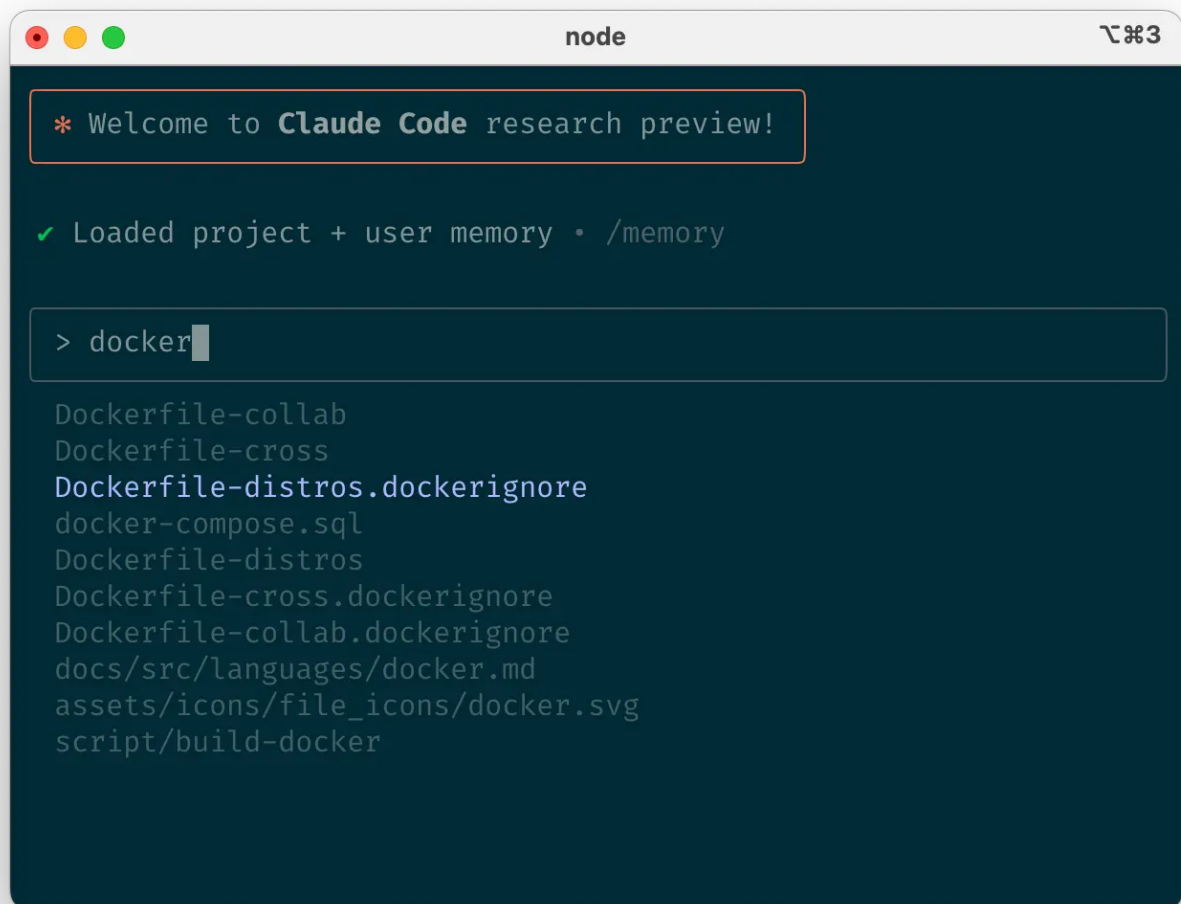 node
⌥⌘3
* Welcome to Claude Code research preview!
✔ Loaded project + user memory • /memory
> docker
Dockerfile-collab
Dockerfile-cross
Dockerfile-distros.dockerignore
docker-compose.sql
Dockerfile-distros
Dockerfile-cross.dockerignore
Dockerfile-collab.dockerignore
docs/src/languages/docker.md
assets/icons/file_icons/docker.svg
script/build-docker